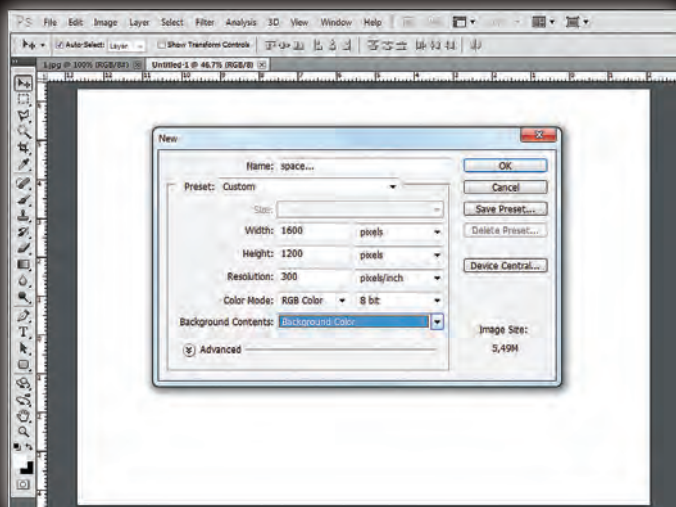 PS File Edit Image Layer Select Filter Analysis 3D View Window Help
Auto-Select: Layer Show Transform Controls
1.jpg @ 100% (RGB/8#) Untitled-1 @ 46,7% (RGB/8)
New
Name: space...
Preset: Custom
Size:
Width: 1600 pixels
Height: 1200 pixels
Resolution: 300 pixels/inch
Color Mode: RGB Color 8 bit
Background Contents: Background Color
Advanced
OK
Cancel
Save Preset...
Delete Preset...
Device Central...
Image Size:
5,49M